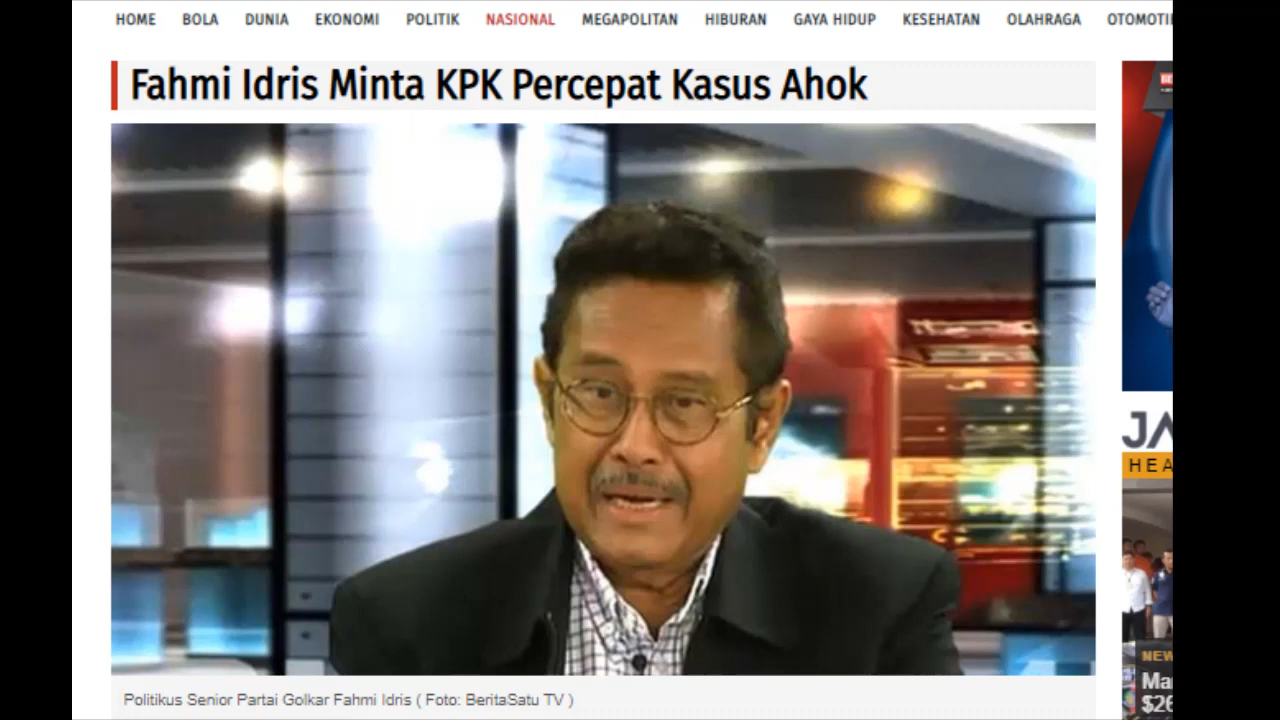 HOME BOLA DUNIA EKONOMI POLITIK NASIONAL MEGAPOLITAN HIBURAN GAYA HIDUP KESEHATAN OLAHRAGA
Fahmi Idris Minta KPK Percepat Kasus Ahok
Politikus Senior Partai Golkar Fahmi Idris ( Foto: BeritaSatu TV )